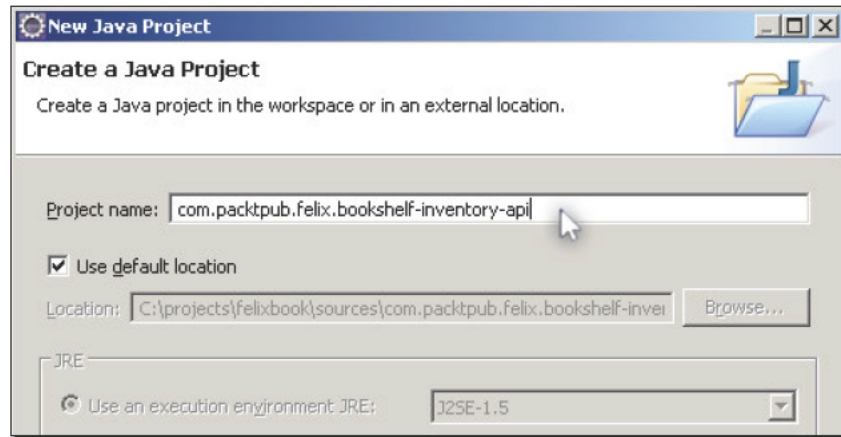 New Java Project
Create a Java Project
Create a Java project in the workspace or in an external location.
Project name: com.packtpub.felix.bookshelf-inventory-api
Use default location
Location: C:\projects\felixbook\sources\com.packtpub.felix.bookshelf-inver Browse...
JRE
Use an execution environment JRE: J2SE-1.5